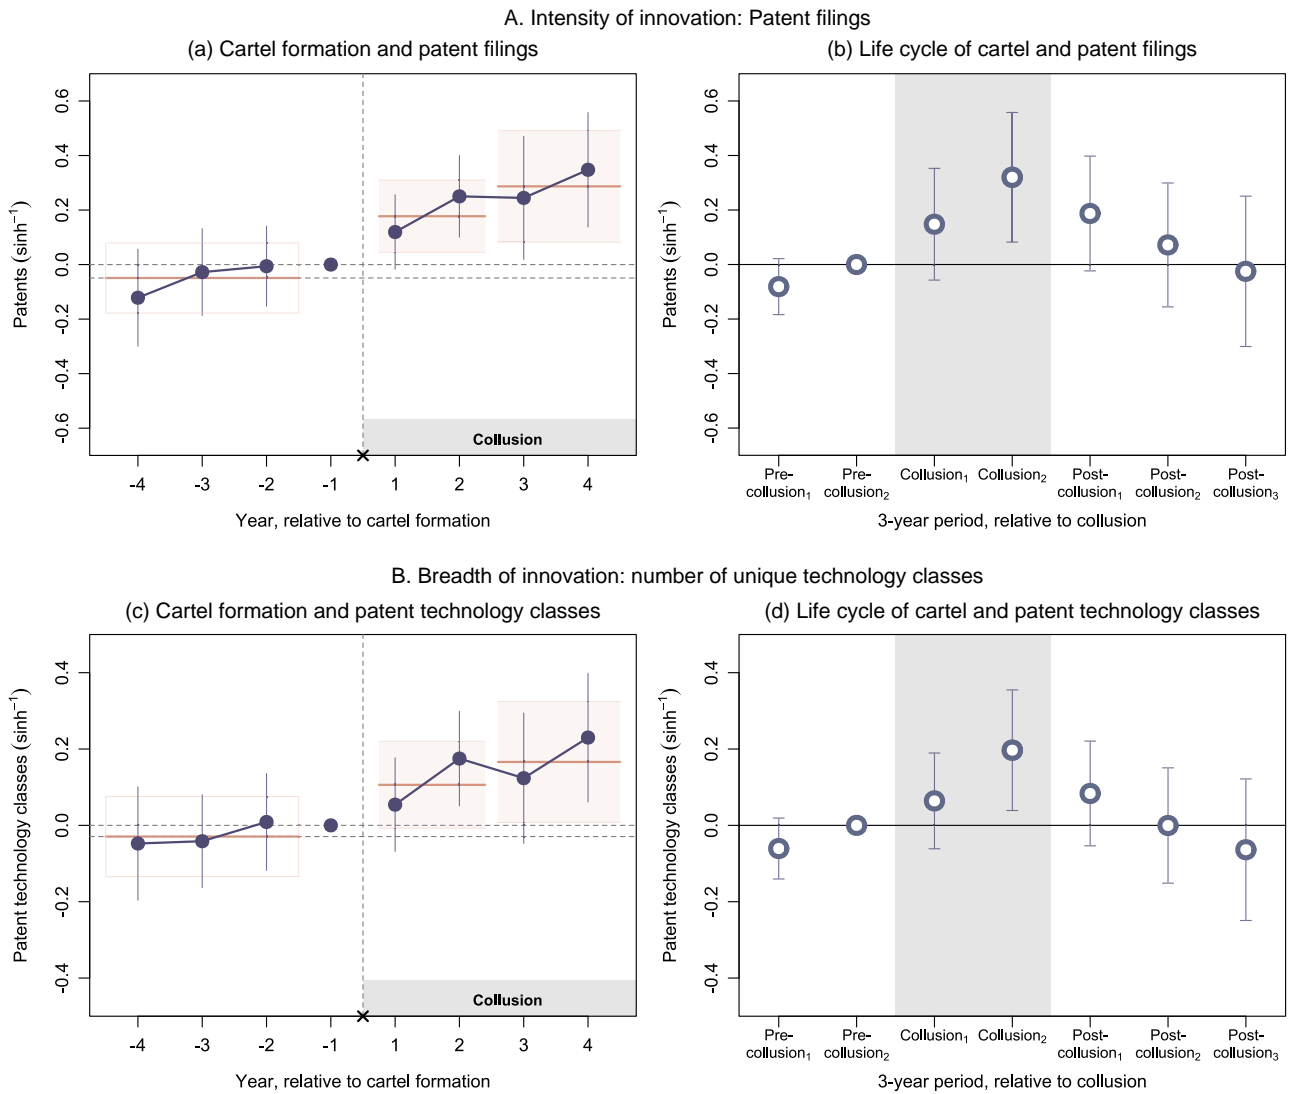 A. Intensity of innovation: Patent filings
(a) Cartel formation and patent filings
Patents (sinh⁻¹)
0.6
0.4
0.2
0.0
-0.2
-0.4
-0.6
Collusion
-4 -3 -2 -1 1 2 3 4
Year, relative to cartel formation
(b) Life cycle of cartel and patent filings
Patents (sinh⁻¹)
0.6
0.4
0.2
0.0
-0.2
-0.4
-0.6
Pre- Pre- Collusion₁ Collusion₂ Post- Post- Post-
collusion₁ collusion₂ collusion₁ collusion₂ collusion₃
3-year period, relative to collusion
B. Breadth of innovation: number of unique technology classes
(c) Cartel formation and patent technology classes
Patent technology classes (sinh⁻¹)
0.4
0.2
0.0
-0.2
-0.4
Collusion
-4 -3 -2 -1 1 2 3 4
Year, relative to cartel formation
(d) Life cycle of cartel and patent technology classes
Patent technology classes (sinh⁻¹)
0.4
0.2
0.0
-0.2
-0.4
Pre- Pre- Collusion₁ Collusion₂ Post- Post- Post-
collusion₁ collusion₂ collusion₁ collusion₂ collusion₃
3-year period, relative to collusion